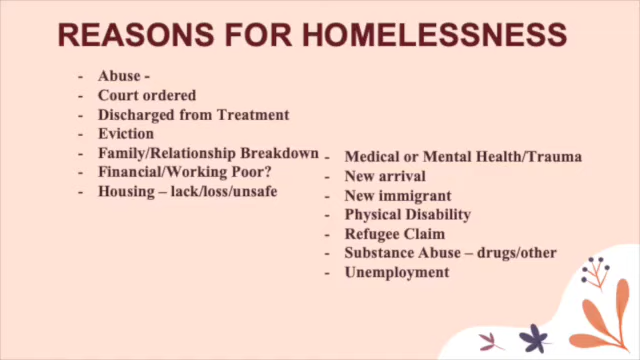 REASONS FOR HOMELESSNESS
- Abuse -
- Court ordered
- Discharged from Treatment
- Eviction
- Family/Relationship Breakdown
- Financial/Working Poor?
- Housing – lack/loss/unsafe
- Medical or Mental Health/Trauma
- New arrival
- New immigrant
- Physical Disability
- Refugee Claim
- Substance Abuse – drugs/other
- Unemployment